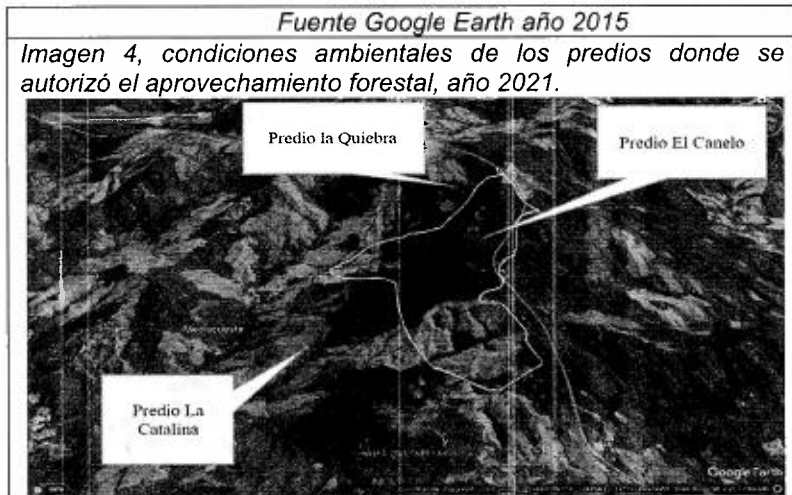 Fuente Google Earth año 2015
Imagen 4, condiciones ambientales de los predios donde se
autorizó el aprovechamiento forestal, año 2021.
Predio la Quiebra
Predio El Canelo
Predio La
Catalina
Google Earth